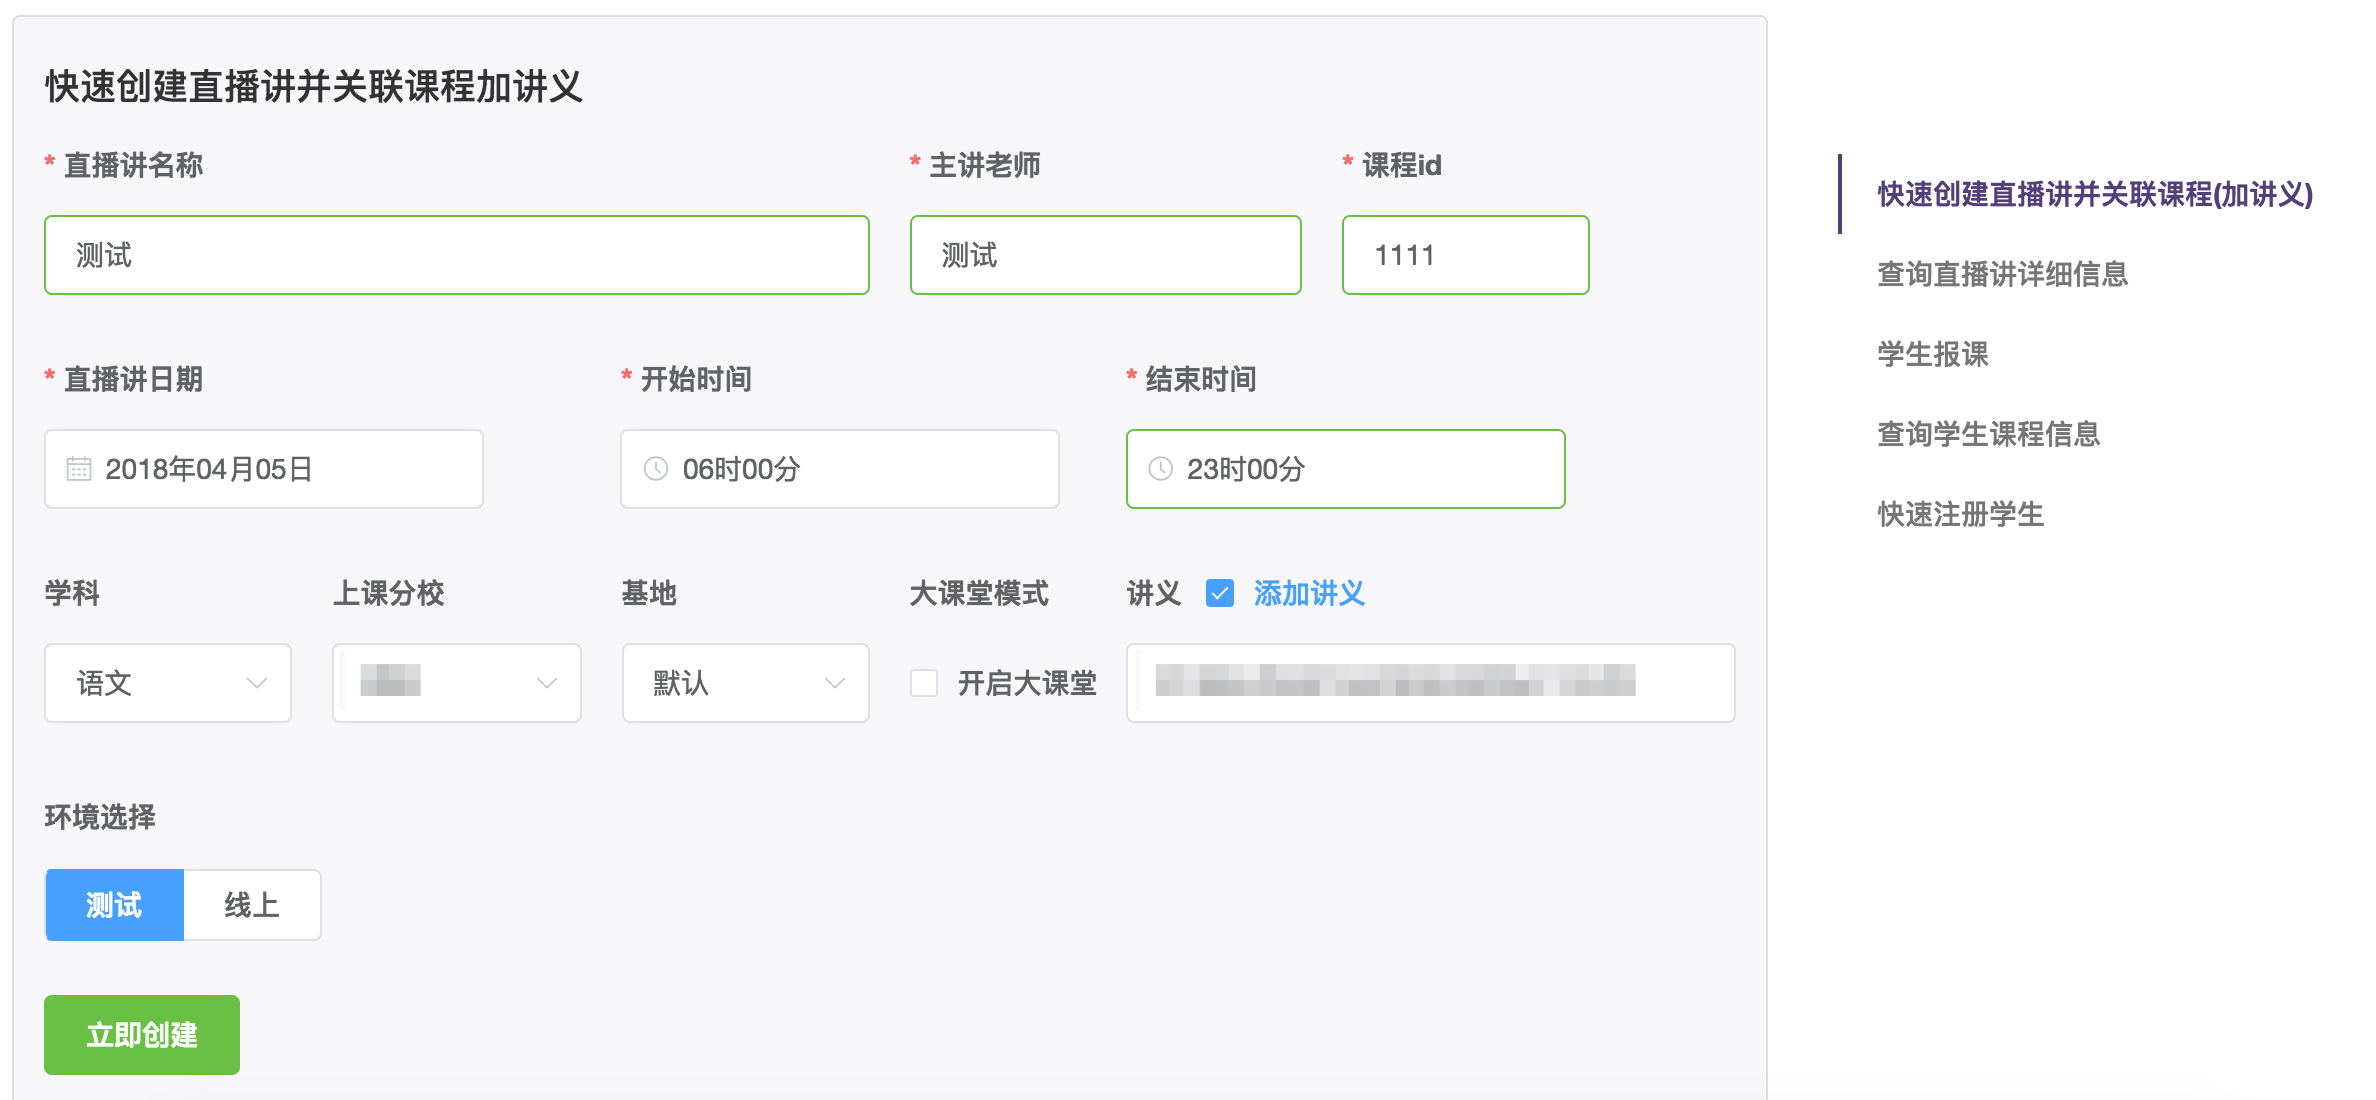 快速创建直播讲并关联课程加讲义
* 直播讲名称 * 主讲老师 * 课程id
测试 测试 1111
* 直播讲日期 * 开始时间 * 结束时间
2018年04月05日 06时00分 23时00分
学科 上课分校 基地 大课堂模式 讲义 添加讲义
语文 默认 开启大课堂
环境选择
测试 线上
立即创建
快速创建直播讲并关联课程(加讲义)
查询直播讲详细信息
学生报课
查询学生课程信息
快速注册学生